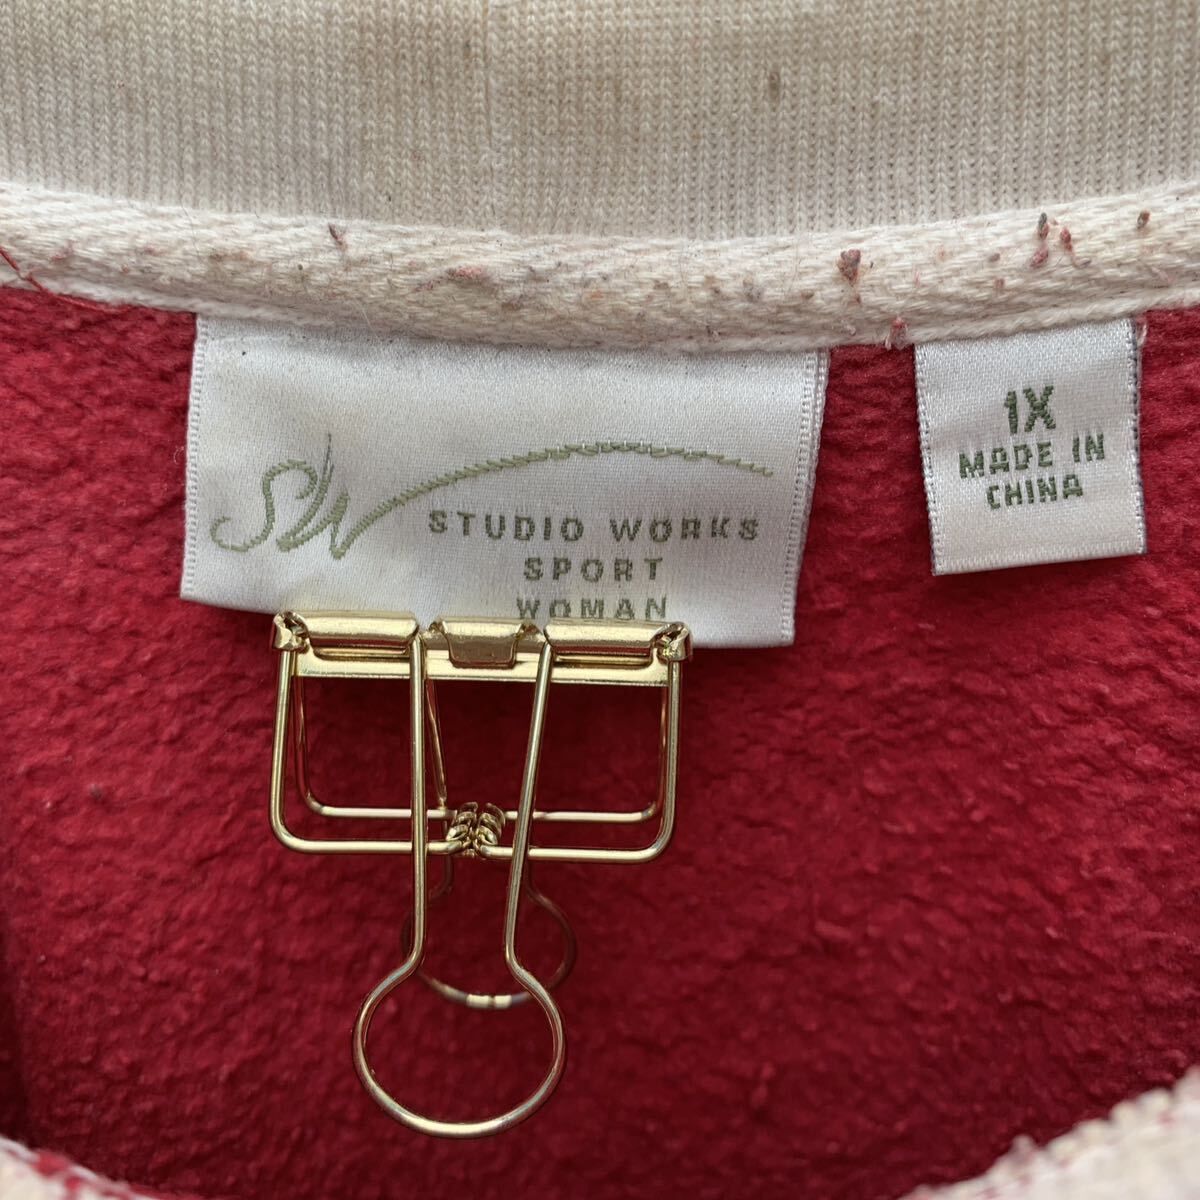 SW
STUDIO WORKS
SPORT
WOMAN
1X
MADE IN
CHINA